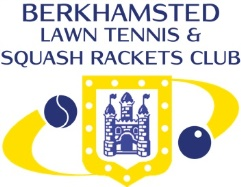 BERKHAMSTED
LAWN TENNIS &
SQUASH RACKETS CLUB